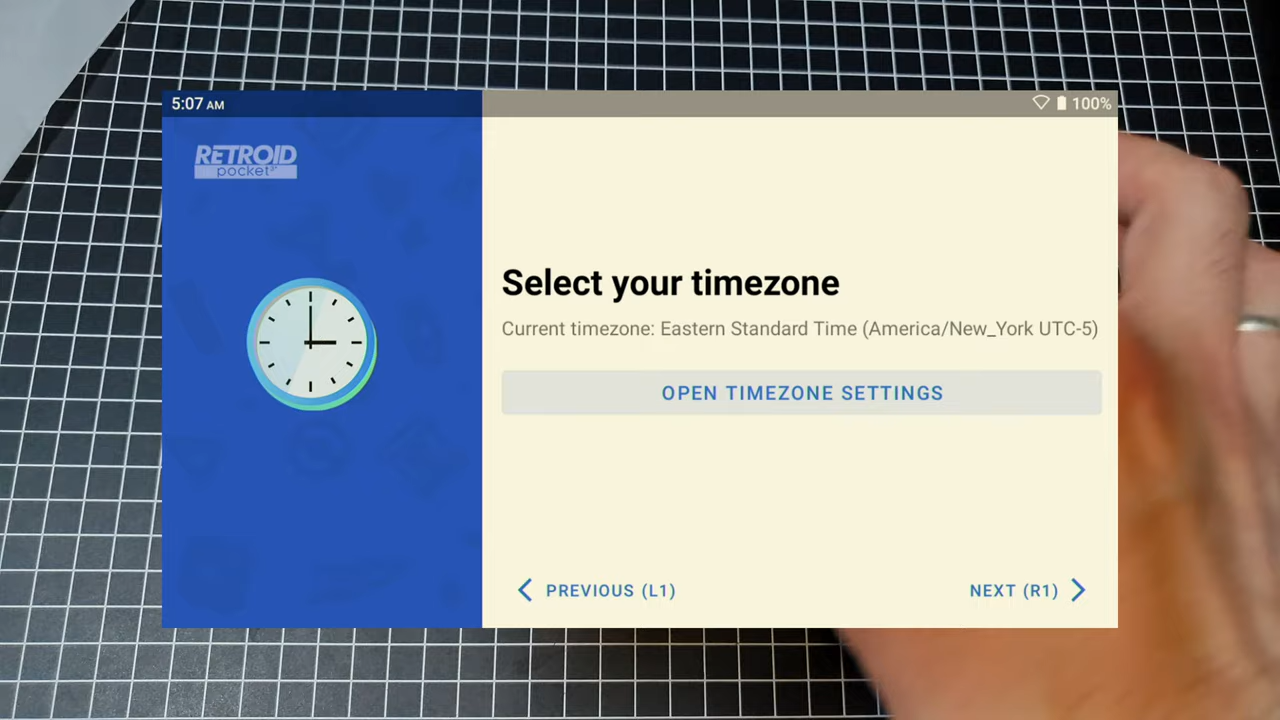 5:07 AM
100%
RETROID
pocket
Select your timezone
Current timezone: Eastern Standard Time (America/New_York UTC-5)
OPEN TIMEZONE SETTINGS
PREVIOUS (L1)
NEXT (R1)